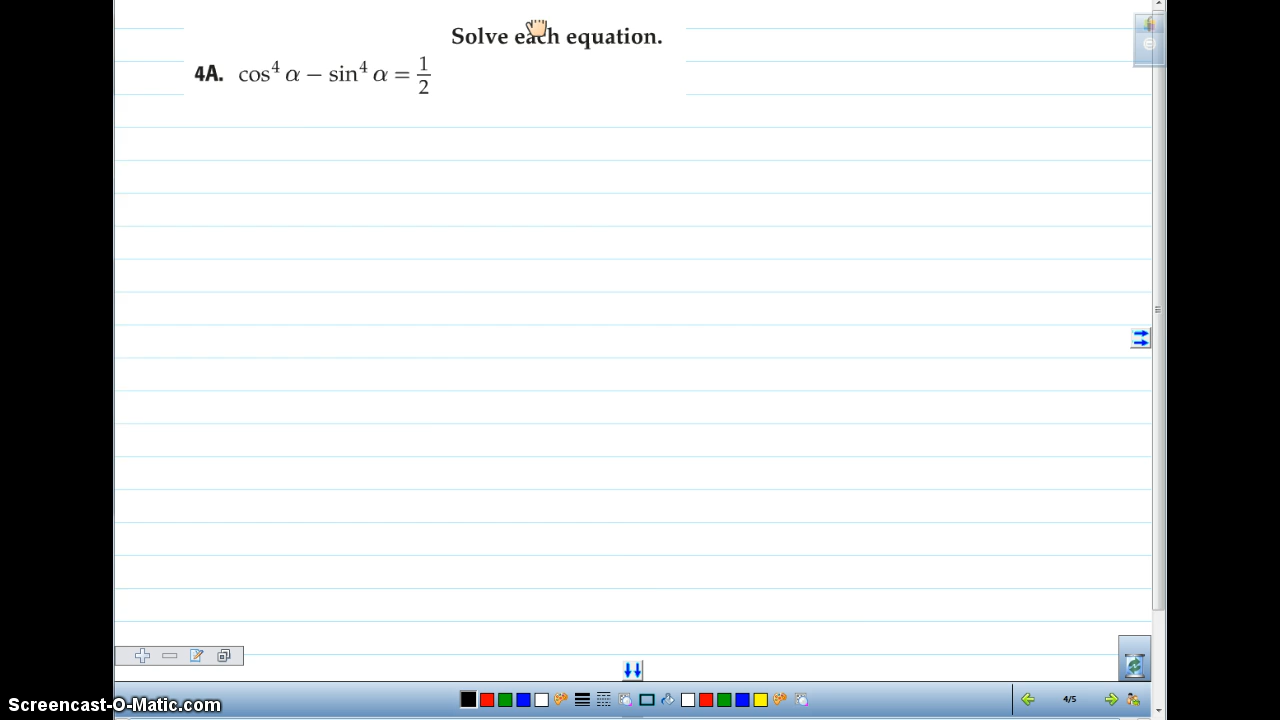 Solve each equation.
4A. cos⁴ α − sin⁴ α = 1/2
4/5
Screencast-O-Matic.com